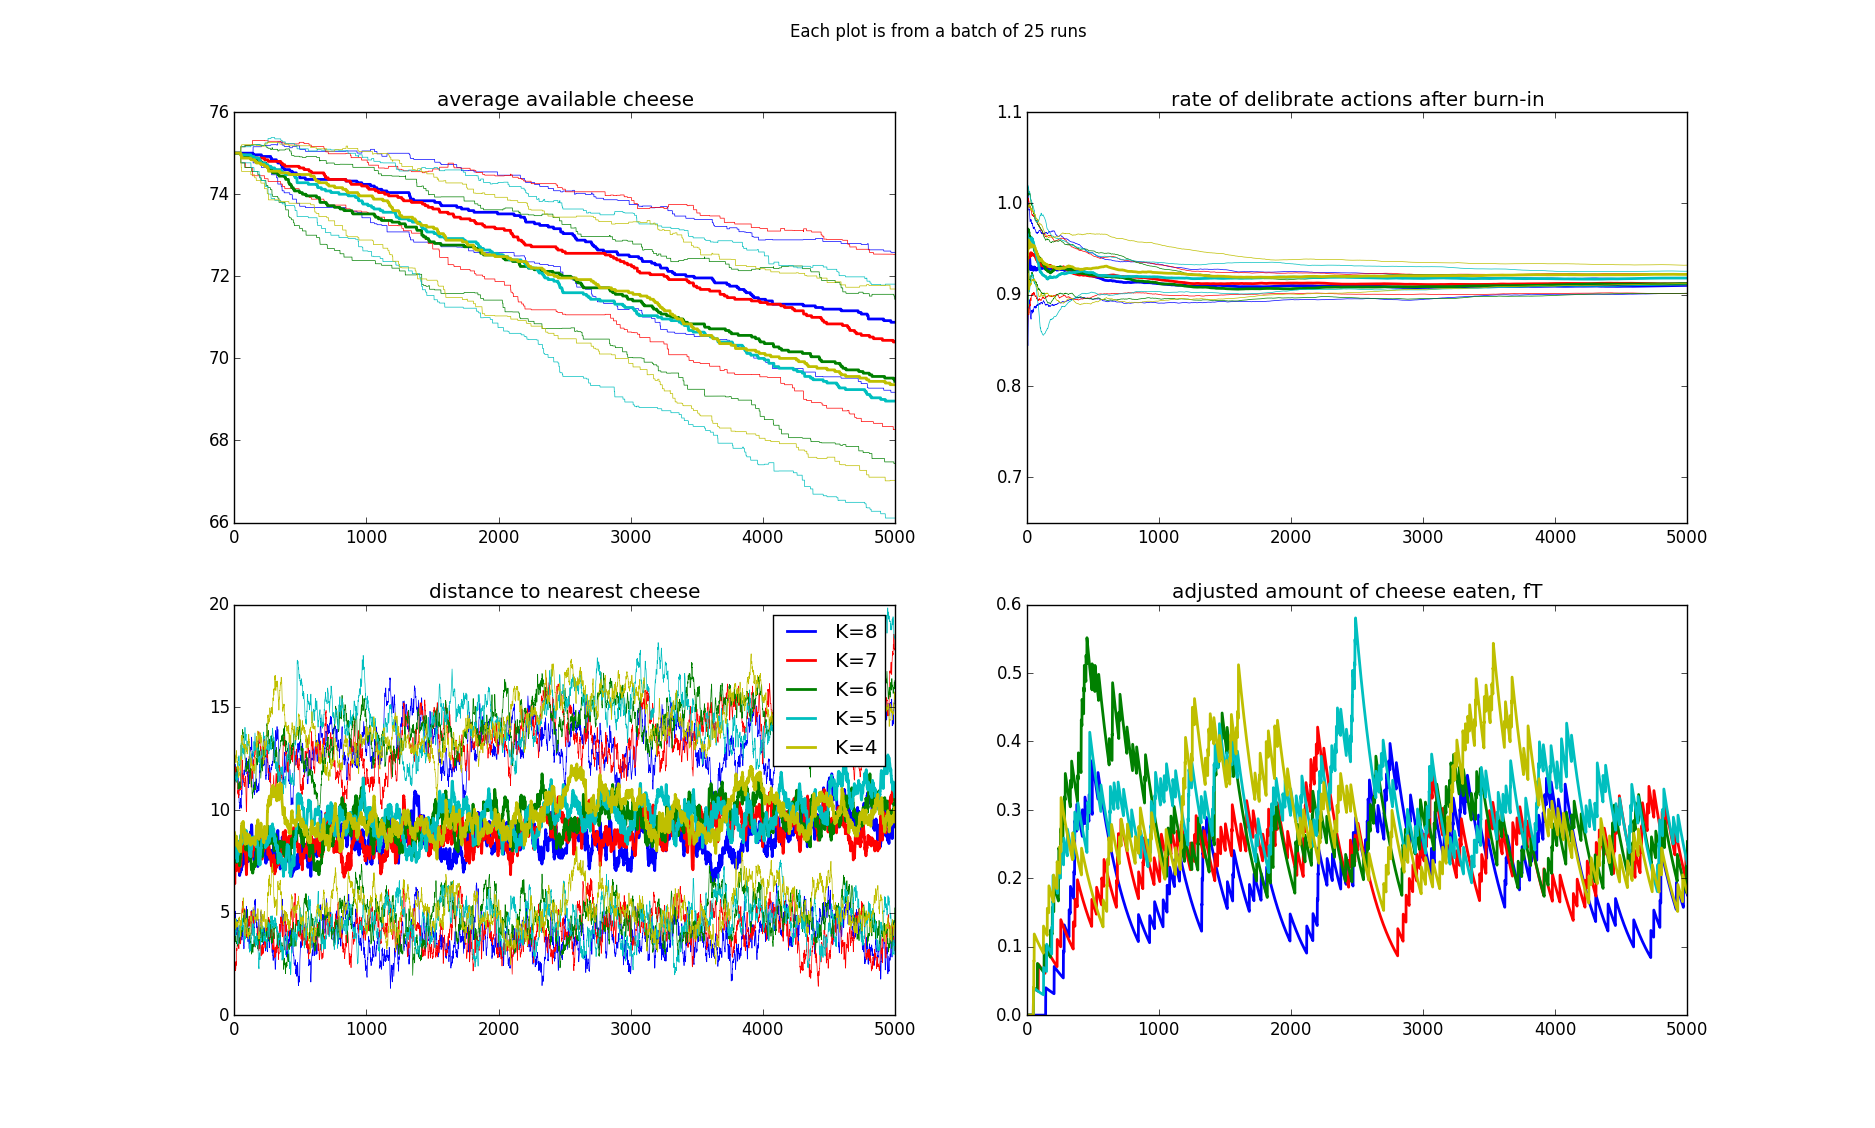 Each plot is from a batch of 25 runs
average available cheese
76
74
72
70
68
66
0 1000 2000 3000 4000 5000
rate of delibrate actions after burn-in
1.1
1.0
0.9
0.8
0.7
0 1000 2000 3000 4000 5000
distance to nearest cheese
20
15
10
5
0
K=8
K=7
K=6
K=5
K=4
0 1000 2000 3000 4000 5000
adjusted amount of cheese eaten, fT
0.6
0.5
0.4
0.3
0.2
0.1
0.0
0 1000 2000 3000 4000 5000